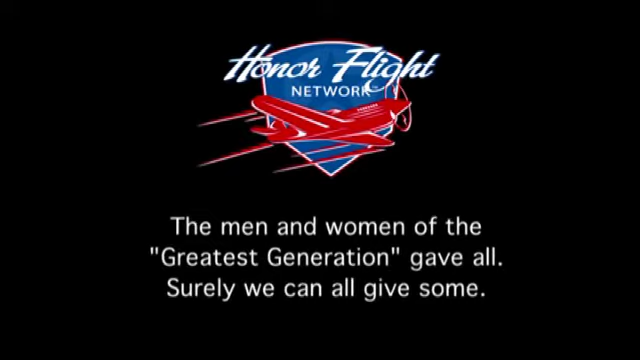 Honor Flight
NETWORK
The men and women of the
"Greatest Generation" gave all.
Surely we can all give some.